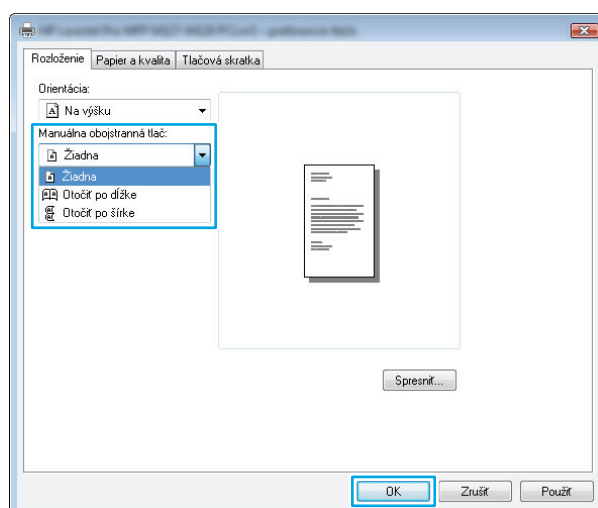 Rozloženie Papier a kvalita Tlačová skratka
Orientácia:
Na výšku
Manuálna obojstranná tlač:
Žiadna
Žiadna
Otočiť po dĺžke
Otočiť po šírke
Spresniť...
OK Zrušiť Použiť